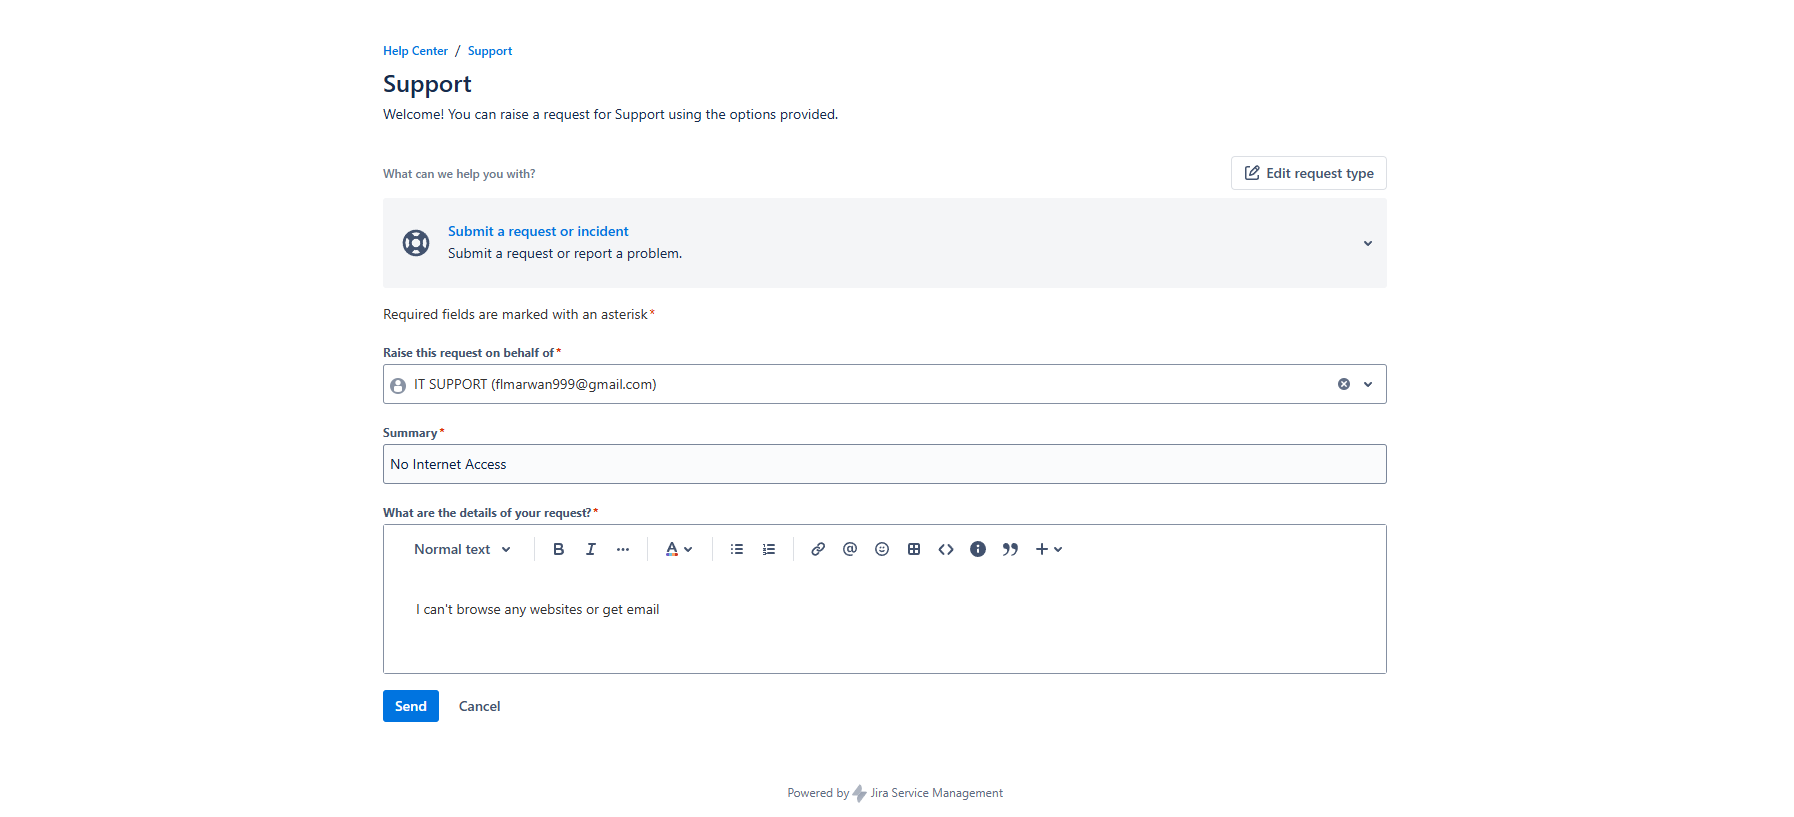 Help Center / Support
Support
Welcome! You can raise a request for Support using the options provided.
What can we help you with?
Edit request type
Submit a request or incident
Submit a request or report a problem.
Required fields are marked with an asterisk*
Raise this request on behalf of*
IT SUPPORT (flmarwan999@gmail.com)
Summary*
No Internet Access
What are the details of your request?*
Normal text B I ··· A @ <> i ” +
I can't browse any websites or get email
Send Cancel
Powered by Jira Service Management